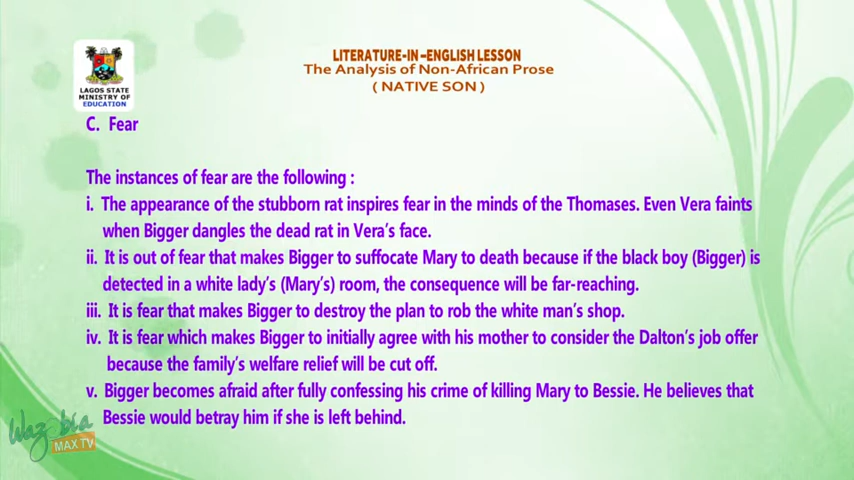 LITERATURE-IN –ENGLISH LESSON
The Analysis of Non-African Prose
( NATIVE SON )
LAGOS STATE
MINISTRY OF
EDUCATION
C. Fear
The instances of fear are the following :
i. The appearance of the stubborn rat inspires fear in the minds of the Thomases. Even Vera faints
when Bigger dangles the dead rat in Vera's face.
ii. It is out of fear that makes Bigger to suffocate Mary to death because if the black boy (Bigger) is
detected in a white lady's (Mary's) room, the consequence will be far-reaching.
iii. It is fear that makes Bigger to destroy the plan to rob the white man's shop.
iv. It is fear which makes Bigger to initially agree with his mother to consider the Dalton's job offer
because the family's welfare relief will be cut off.
v. Bigger becomes afraid after fully confessing his crime of killing Mary to Bessie. He believes that
Bessie would betray him if she is left behind.
Wazobia
MAX TV